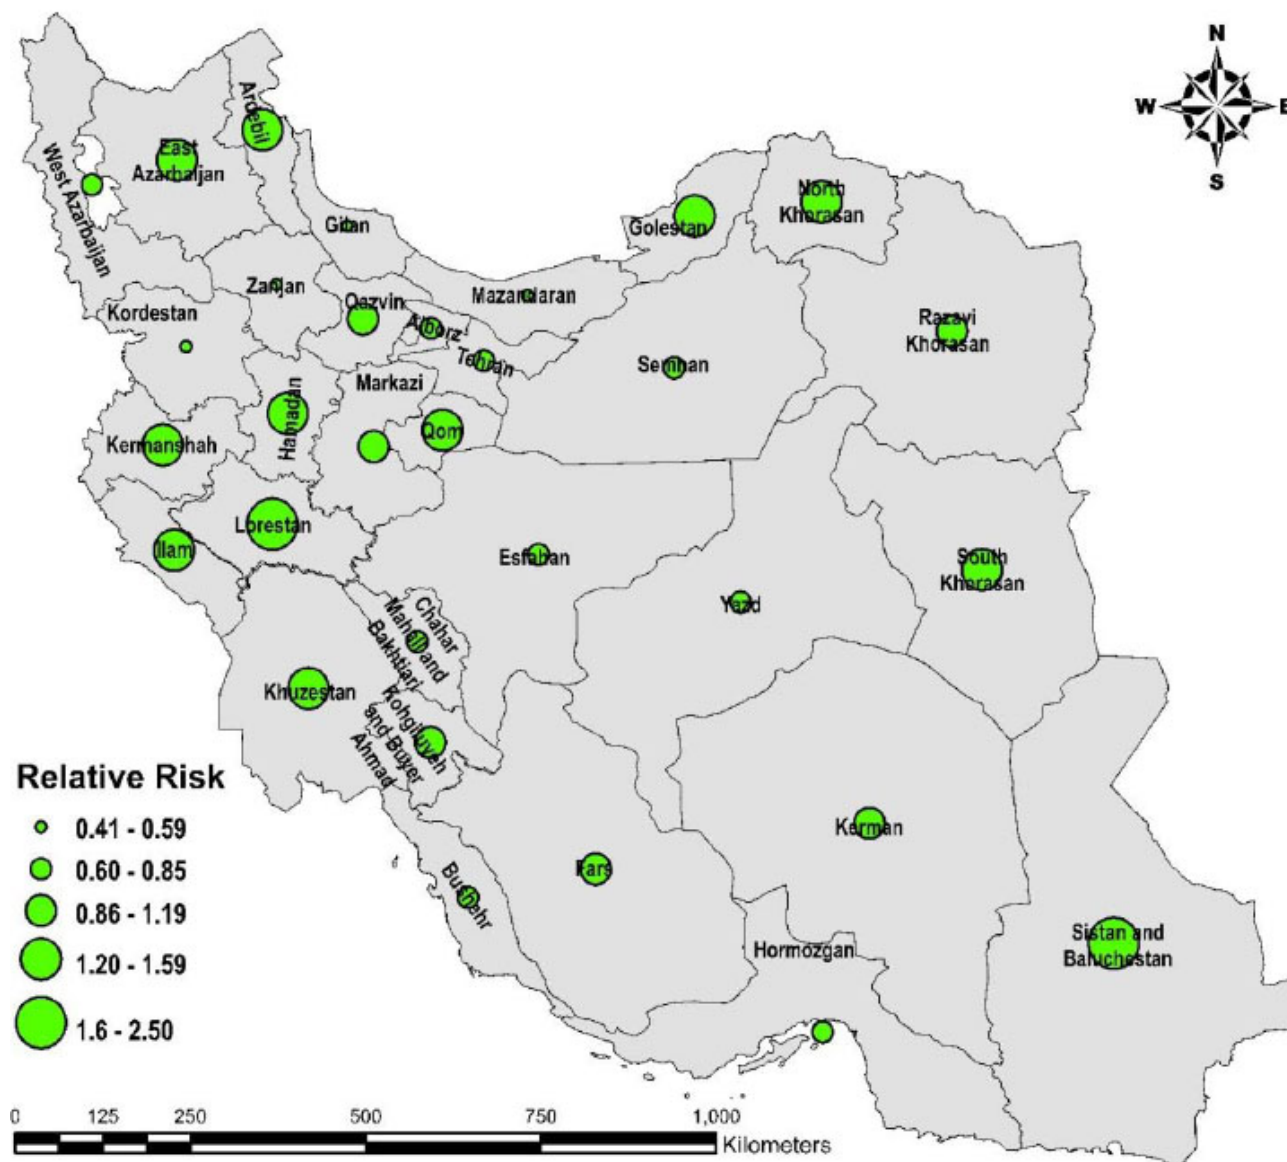 N
W
E
S
Ardebil
East
Azarbaijan
West Azarbaijan
Gilan
Golestan
North
Khorasan
Zanjan
Mazandaran
Kordestan
Qazvin
Alborz
Razavi
Khorasan
Tehran
Semnan
Markazi
Hamadan
Qom
Kermanshah
Lorestan
Ilam
Esfahan
South
Khorasan
Yazd
Chahar
Mahall and
Bakhtiari
Khuzestan
Kohgiluyeh
and Buyer
Ahmad
Relative Risk
0.41 - 0.59
0.60 - 0.85
0.86 - 1.19
1.20 - 1.59
1.6 - 2.50
Kerman
Fars
Bushehr
Sistan and
Baluchestan
Hormozgan
0 125 250 500 750 1,000
Kilometers